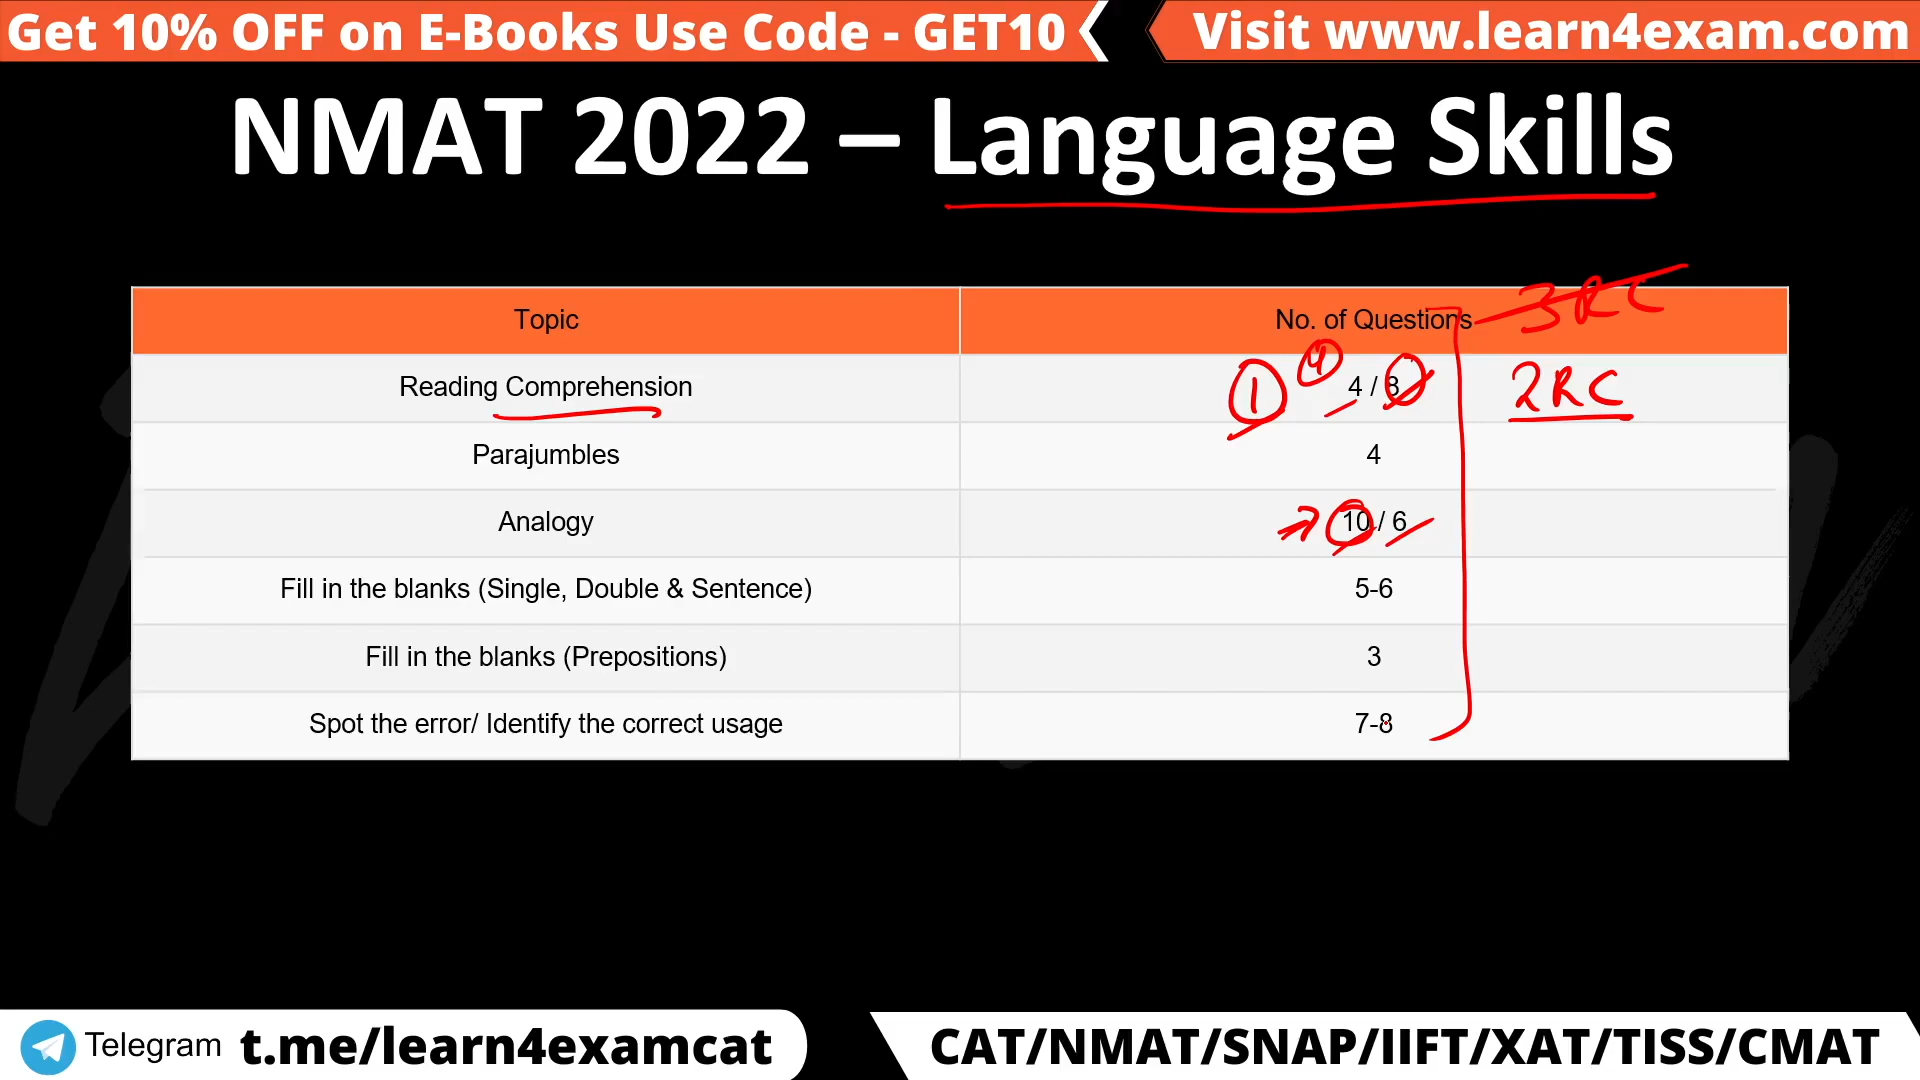 Get 10% OFF on E-Books Use Code - GET10
Visit www.learn4exam.com
NMAT 2022 – Language Skills
Topic No. of Questions 3RC
Reading Comprehension 1 4 4 / 8 2RC
Parajumbles 4
Analogy 10 / 6
Fill in the blanks (Single, Double & Sentence) 5-6
Fill in the blanks (Prepositions) 3
Spot the error/ Identify the correct usage 7-8
Telegram t.me/learn4examcat
CAT/NMAT/SNAP/IIFT/XAT/TISS/CMAT